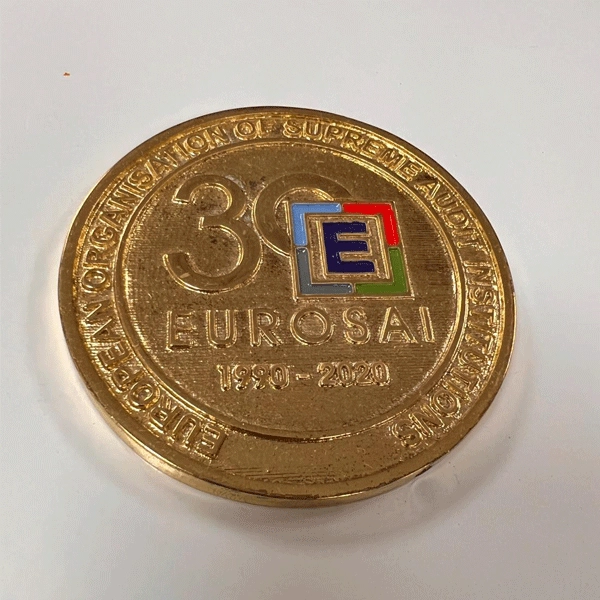 EUROPEAN ORGANISATION OF SUPREME AUDIT INSTITUTIONS
30
E
EUROSAI
1990-2020